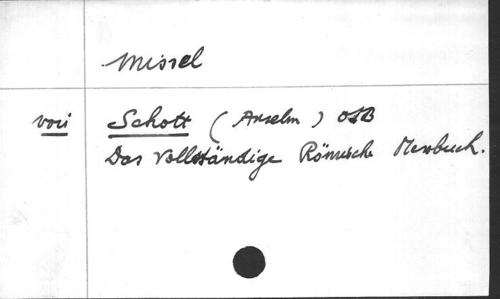 Missel
voir Schott (Anselm) OSB
Das Vollständige Römische Messbuch.